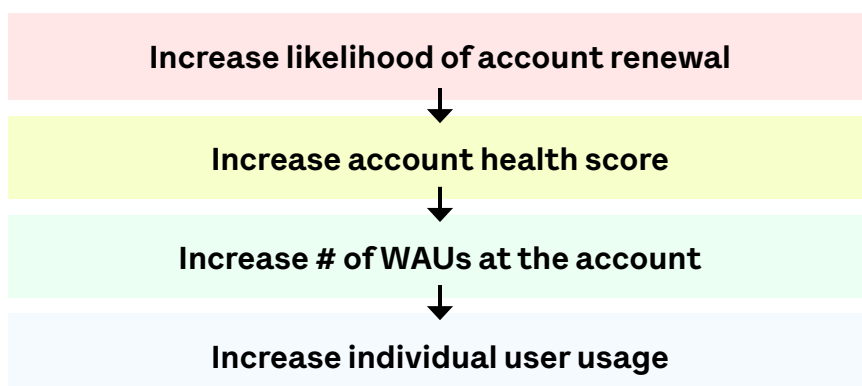 Increase likelihood of account renewal
Increase account health score
Increase # of WAUs at the account
Increase individual user usage